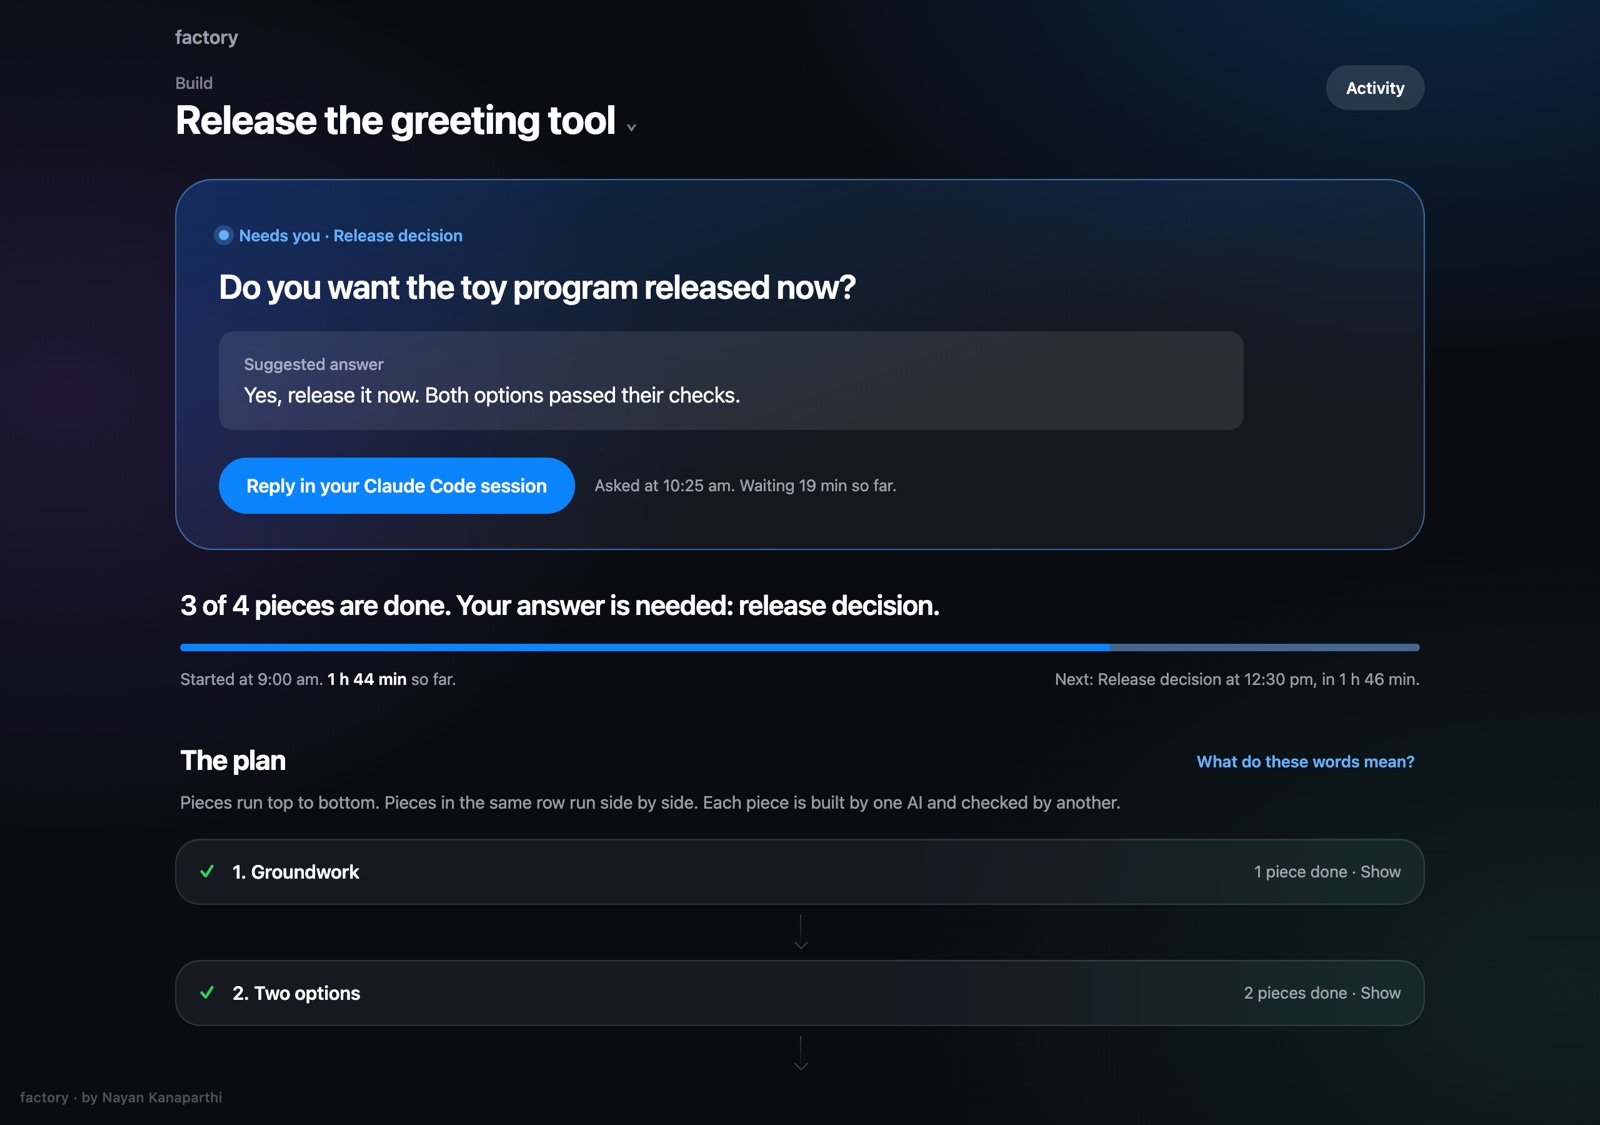 factory
Build
Release the greeting tool
Activity
Needs you · Release decision
Do you want the toy program released now?
Suggested answer
Yes, release it now. Both options passed their checks.
Reply in your Claude Code session
Asked at 10:25 am. Waiting 19 min so far.
3 of 4 pieces are done. Your answer is needed: release decision.
Started at 9:00 am. 1 h 44 min so far.
Next: Release decision at 12:30 pm, in 1 h 46 min.
The plan
What do these words mean?
Pieces run top to bottom. Pieces in the same row run side by side. Each piece is built by one AI and checked by another.
1. Groundwork
1 piece done · Show
2. Two options
2 pieces done · Show
factory · by Nayan Kanaparthi